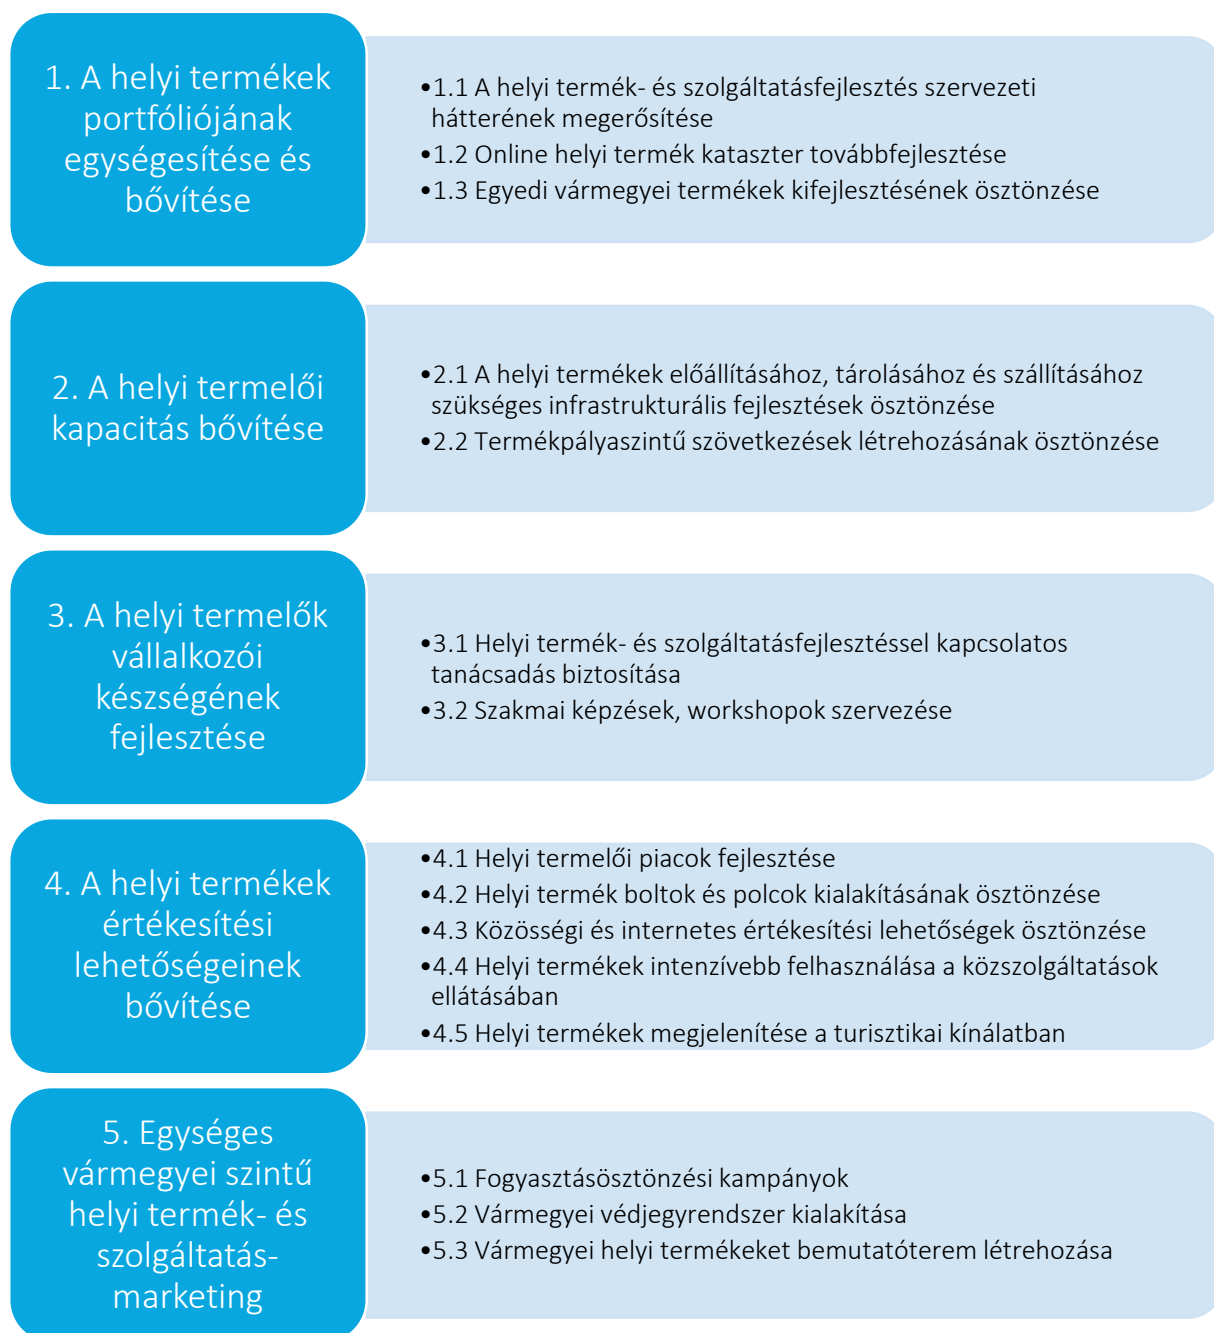 1. A helyi termékek
portfóliójának
egységesítése és
bővítése
•1.1 A helyi termék- és szolgáltatásfejlesztés szervezeti
hátterének megerősítése
•1.2 Online helyi termék kataszter továbbfejlesztése
•1.3 Egyedi vármegyei termékek kifejlesztésének ösztönzése
2. A helyi termelői
kapacitás bővítése
•2.1 A helyi termékek előállításához, tárolásához és szállításához
szükséges infrastrukturális fejlesztések ösztönzése
•2.2 Termékpályaszintű szövetkezések létrehozásának ösztönzése
3. A helyi termelők
vállalkozói
készségének
fejlesztése
•3.1 Helyi termék- és szolgáltatásfejlesztéssel kapcsolatos
tanácsadás biztosítása
•3.2 Szakmai képzések, workshopok szervezése
4. A helyi termékek
értékesítési
lehetőségeinek
bővítése
•4.1 Helyi termelői piacok fejlesztése
•4.2 Helyi termék boltok és polcok kialakításának ösztönzése
•4.3 Közösségi és internetes értékesítési lehetőségek ösztönzése
•4.4 Helyi termékek intenzívebb felhasználása a közszolgáltatások
ellátásában
•4.5 Helyi termékek megjelenítése a turisztikai kínálatban
5. Egységes
vármegyei szintű
helyi termék- és
szolgáltatás-
marketing
•5.1 Fogyasztásösztönzési kampányok
•5.2 Vármegyei védjegyrendszer kialakítása
•5.3 Vármegyei helyi termékeket bemutatóterem létrehozása